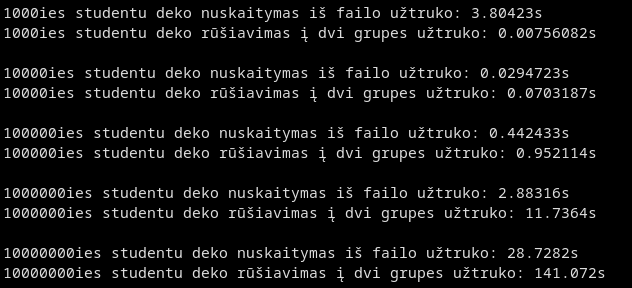 1000ies studentu deko nuskaitymas iš failo užtruko: 3.80423s
1000ies studentu deko rūšiavimas į dvi grupes užtruko: 0.00756082s
10000ies studentu deko nuskaitymas iš failo užtruko: 0.0294723s
10000ies studentu deko rūšiavimas į dvi grupes užtruko: 0.0703187s
100000ies studentu deko nuskaitymas iš failo užtruko: 0.442433s
100000ies studentu deko rūšiavimas į dvi grupes užtruko: 0.952114s
1000000ies studentu deko nuskaitymas iš failo užtruko: 2.88316s
1000000ies studentu deko rūšiavimas į dvi grupes užtruko: 11.7364s
10000000ies studentu deko nuskaitymas iš failo užtruko: 28.7282s
10000000ies studentu deko rūšiavimas į dvi grupes užtruko: 141.072s